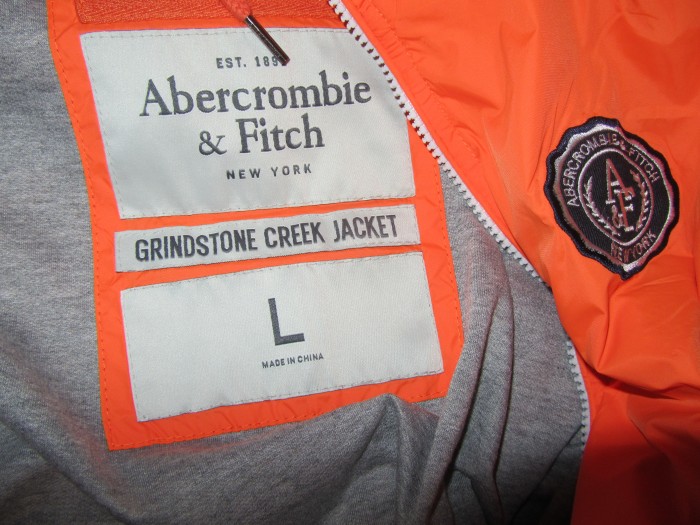 EST. 189
Abercrombie
& Fitch
NEW YORK
GRINDSTONE CREEK JACKET
L
MADE IN CHINA
ABERCROMBIE & FITCH
A&F
NEW YORK